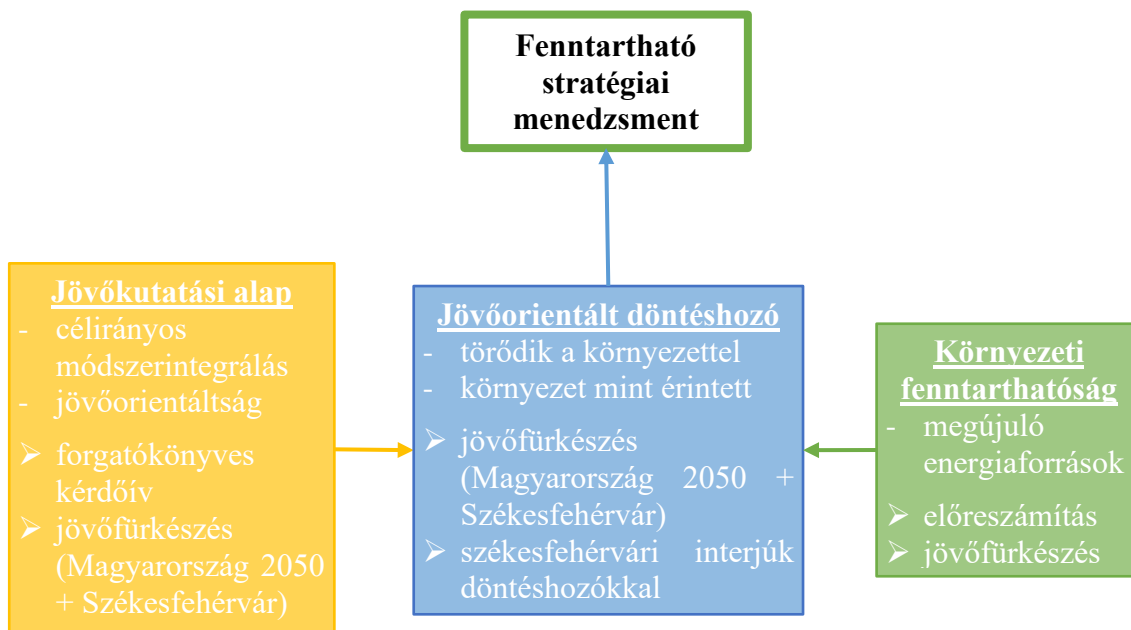 Fenntartható
stratégiai
menedzsment
Jövőkutatási alap
- célirányos
módszerintegrálás
- jövőorientáltság
➢ forgatókönyves
kérdőív
➢ jövőfürkészés
(Magyarország 2050
+ Székesfehérvár)
Jövőorientált döntéshozó
- törődik a környezettel
- környezet mint érintett
➢ jövőfürkészés
(Magyarország 2050 +
Székesfehérvár)
➢ székesfehérvári interjúk
döntéshozókkal
Környezeti
fenntarthatóság
- megújuló
energiaforrások
➢ előreszámítás
➢ jövőfürkészés